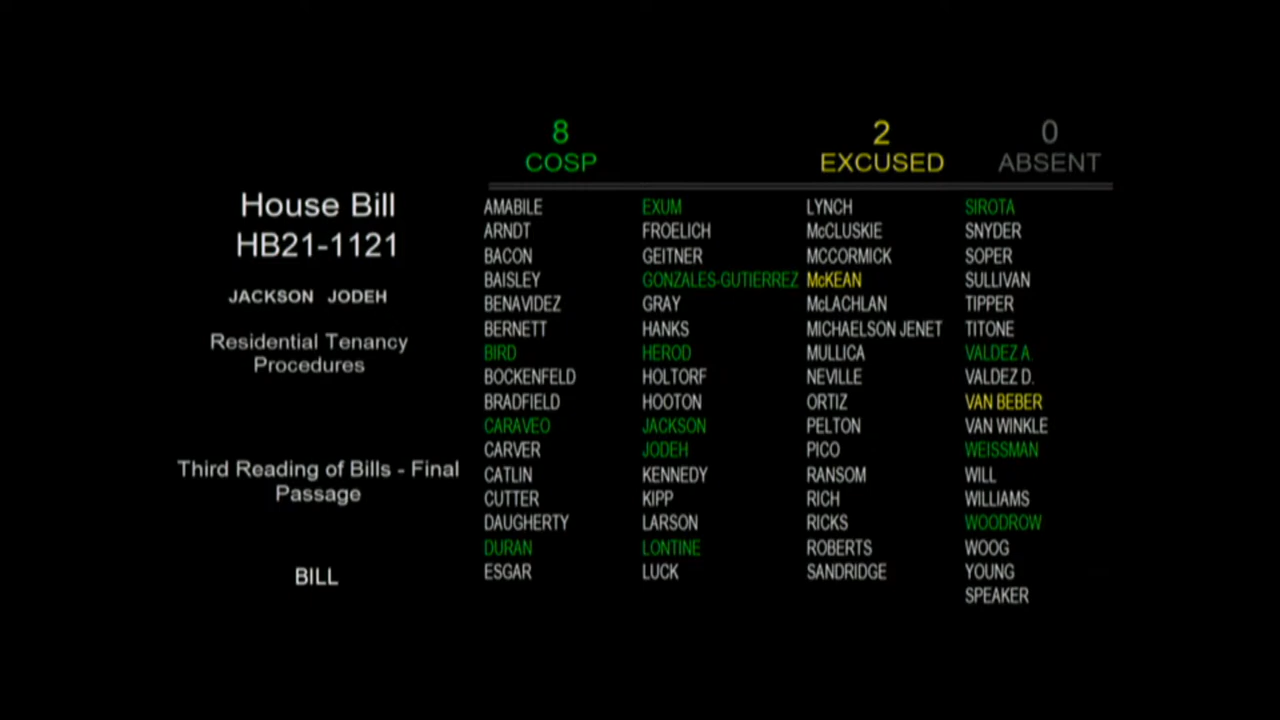 8
COSP
2
EXCUSED
0
ABSENT
House Bill
HB21-1121
JACKSON JODEH
Residential Tenancy
Procedures
Third Reading of Bills - Final
Passage
BILL
AMABILE
ARNDT
BACON
BAISLEY
BENAVIDEZ
BERNETT
BIRD
BOCKENFELD
BRADFIELD
CARAVEO
CARVER
CATLIN
CUTTER
DAUGHERTY
DURAN
ESGAR
EXUM
FROELICH
GEITNER
GONZALES-GUTIERREZ
GRAY
HANKS
HEROD
HOLTORF
HOOTON
JACKSON
JODEH
KENNEDY
KIPP
LARSON
LONTINE
LUCK
LYNCH
McCLUSKIE
MCCORMICK
McKEAN
McLACHLAN
MICHAELSON JENET
MULLICA
NEVILLE
ORTIZ
PELTON
PICO
RANSOM
RICH
RICKS
ROBERTS
SANDRIDGE
SIROTA
SNYDER
SOPER
SULLIVAN
TIPPER
TITONE
VALDEZ A.
VALDEZ D.
VAN BEBER
VAN WINKLE
WEISSMAN
WILL
WILLIAMS
WOODROW
WOOG
YOUNG
SPEAKER